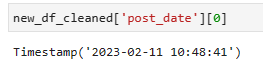 new_df_cleaned['post_date'][0]
Timestamp('2023-02-11 10:48:41')